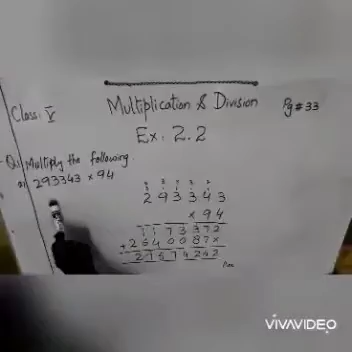 Multiplication & Division
Class: V
Pg # 33
Ex. 2.2
Q1 Multiply the following
a) 293343 × 94
293343
× 94
1173372
+ 2640087×
27574242
VIVAVIDEO